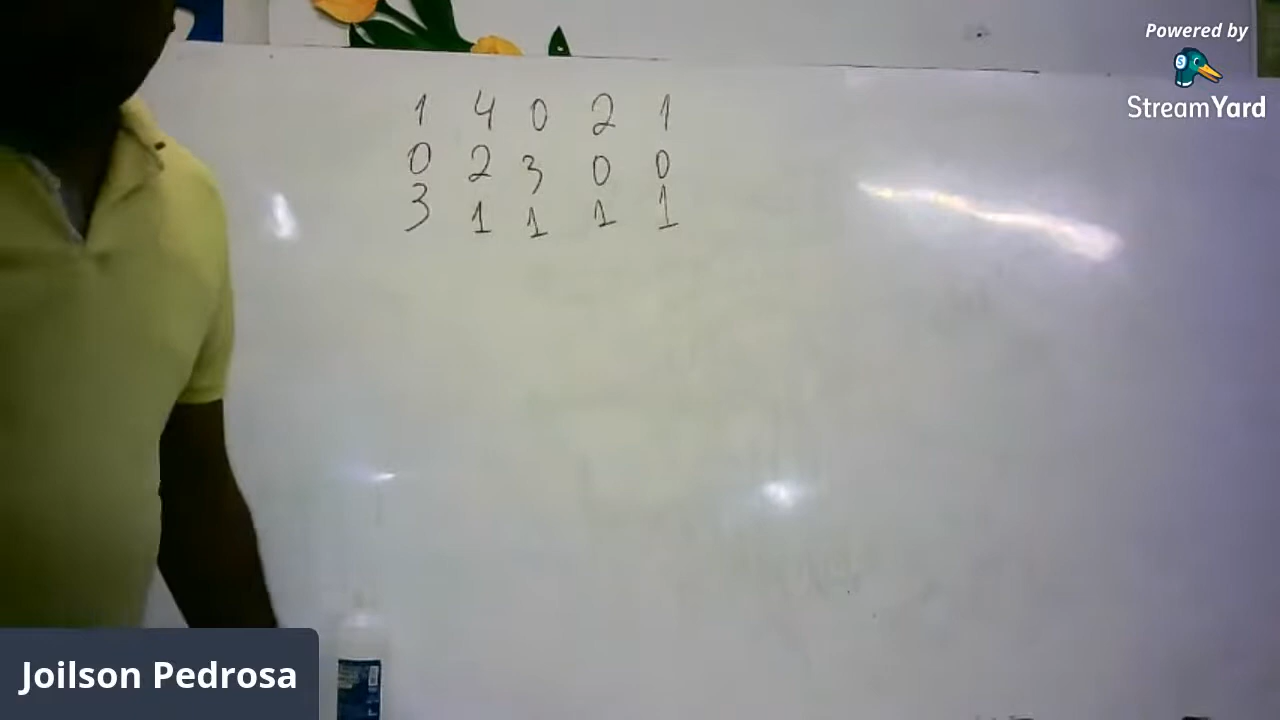 Powered by
StreamYard
1 4 0 2 1
0 2 3 0 0
3 1 1 1 1
Joilson Pedrosa